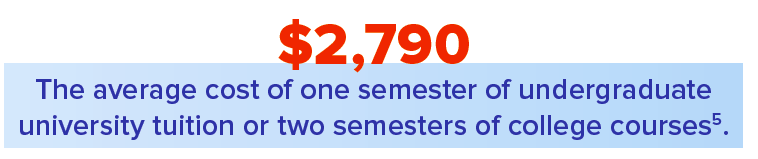 $2,790
The average cost of one semester of undergraduate
university tuition or two semesters of college courses⁵.